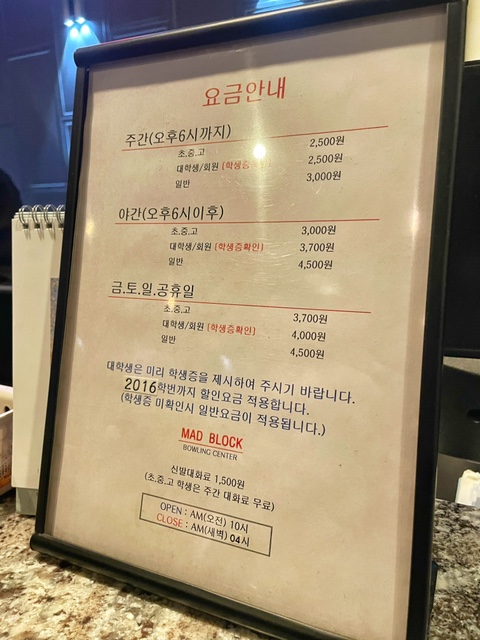 요금안내
주간(오후6시까지)
초.중.고 2,500원
대학생/회원 (학생증확인) 2,500원
일반 3,000원
야간(오후6시이후)
초.중.고 3,000원
대학생/회원 (학생증확인) 3,700원
일반 4,500원
금.토.일.공휴일
초.중.고 3,700원
대학생/회원 (학생증확인) 4,000원
일반 4,500원
대학생은 미리 학생증을 제시하여 주시기 바랍니다.
2016학번까지 할인요금 적용합니다.
(학생증 미확인시 일반요금이 적용됩니다.)
MAD BLOCK
BOWLING CENTER
신발대화료 1,500원
(초.중.고 학생은 주간 대화료 무료)
OPEN : AM(오전) 10시
CLOSE : AM(새벽) 04시